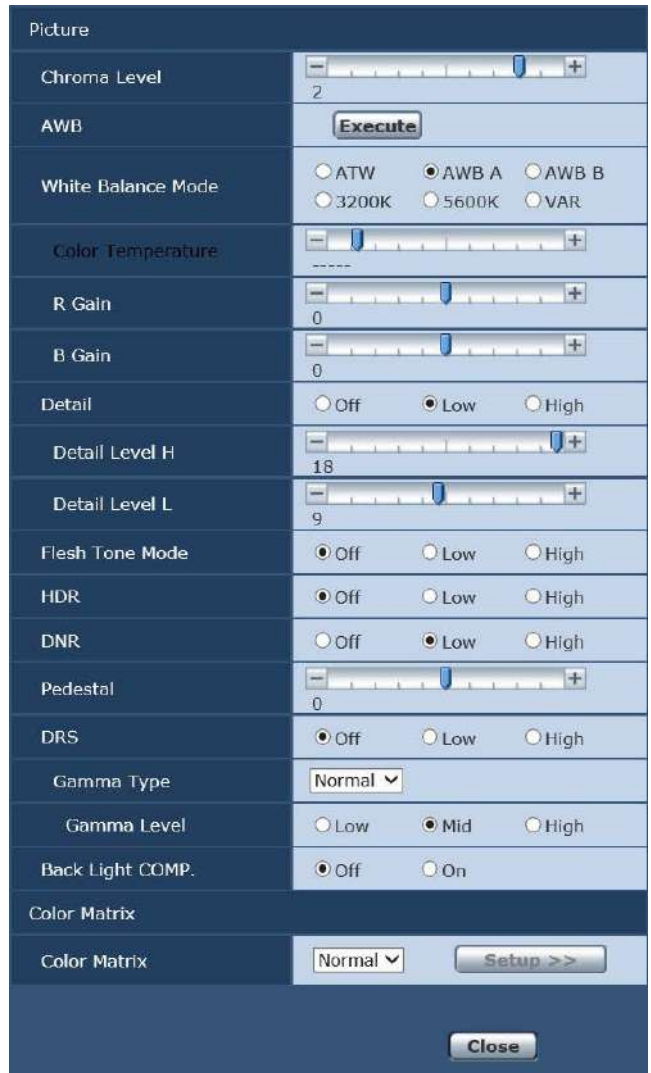 Picture
Chroma Level
2
AWB Execute
White Balance Mode ATW AWB A AWB B
3200K 5600K VAR
Color Temperature
-----
R Gain
0
B Gain
0
Detail Off Low High
Detail Level H
18
Detail Level L
9
Flesh Tone Mode Off Low High
HDR Off Low High
DNR Off Low High
Pedestal
0
DRS Off Low High
Gamma Type Normal
Gamma Level Low Mid High
Back Light COMP. Off On
Color Matrix
Color Matrix Normal Setup >>
Close